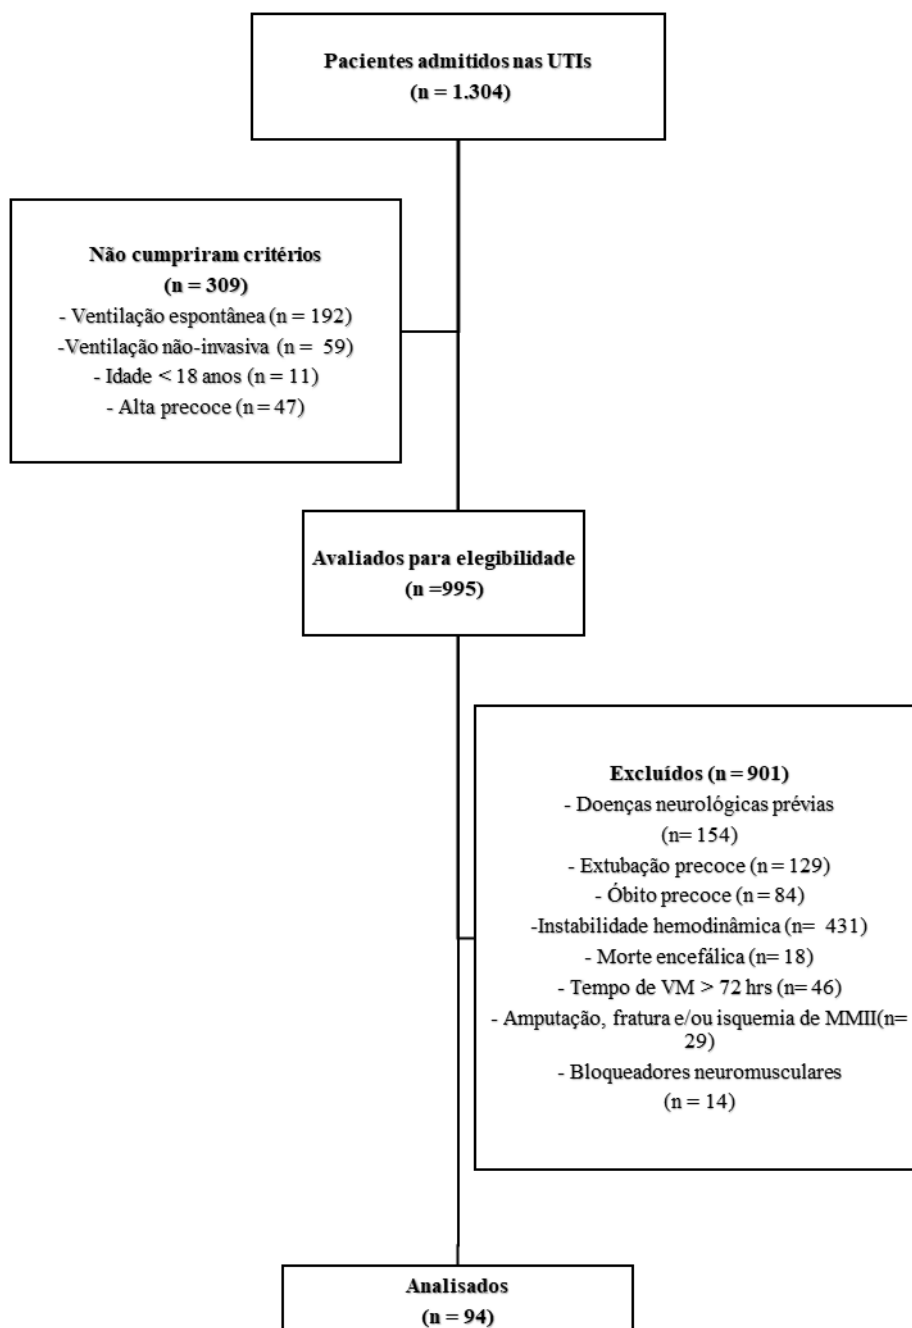 Pacientes admitidos nas UTIs
(n = 1.304)
Não cumpriram critérios
(n = 309)
- Ventilação espontânea (n = 192)
-Ventilação não-invasiva (n = 59)
- Idade < 18 anos (n = 11)
- Alta precoce (n = 47)
Avaliados para elegibilidade
(n =995)
Excluídos (n = 901)
- Doenças neurológicas prévias
(n= 154)
- Extubação precoce (n = 129)
- Óbito precoce (n = 84)
-Instabilidade hemodinâmica (n= 431)
- Morte encefálica (n= 18)
- Tempo de VM > 72 hrs (n= 46)
- Amputação, fratura e/ou isquemia de MMII(n=
29)
- Bloqueadores neuromusculares
(n = 14)
Analisados
(n = 94)